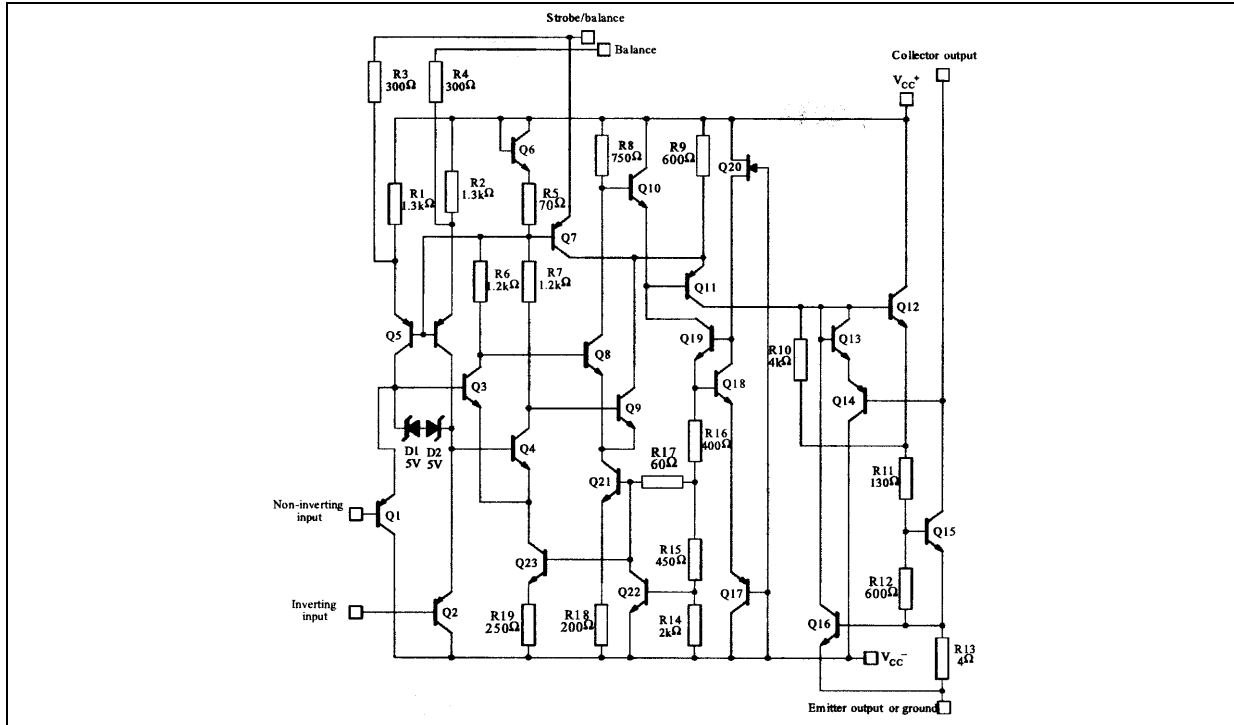 Strobe/balance
Balance
Collector output
R3
300Ω
R4
300Ω
VCC+
Q6
R8
750Ω
R9
600Ω
Q10
Q20
R1
1.3kΩ
R2
1.3kΩ
R5
70Ω
Q7
R6
1.2kΩ
R7
1.2kΩ
Q11
Q12
Q5
Q19
Q13
Q8
R10
4kΩ
Q3
Q18
Q14
Q9
D1
5V
D2
5V
Q4
R16
400Ω
R17
60Ω
R11
130Ω
Q21
Non-inverting
input
Q1
Q15
R15
450Ω
Q23
R12
600Ω
Q22
Q17
Inverting
input
Q2
R19
250Ω
R18
200Ω
R14
2kΩ
Q16
R13
4Ω
VCC-
Emitter output or ground